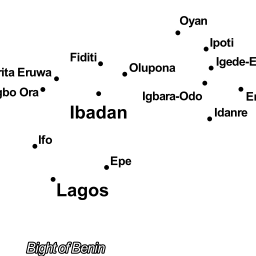 Oyan
Ipoti
Fiditi
Igede-E
Olupona
rita Eruwa
gbo Ora
Igbara-Odo
Er
Ibadan
Idanre
Ifo
Epe
Lagos
Bight of Benin